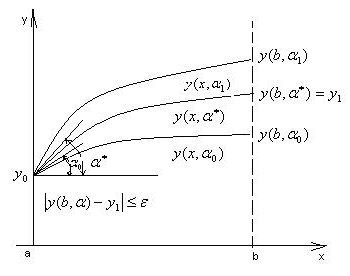 y
y(b, α₁)
y(x, α₁)
y(b, α*) = y₁
y(x, α*)
y(b, α₀)
α₀ α*
y(x, α₀)
y₀
|y(b, α) − y₁| ≤ ε
a b x